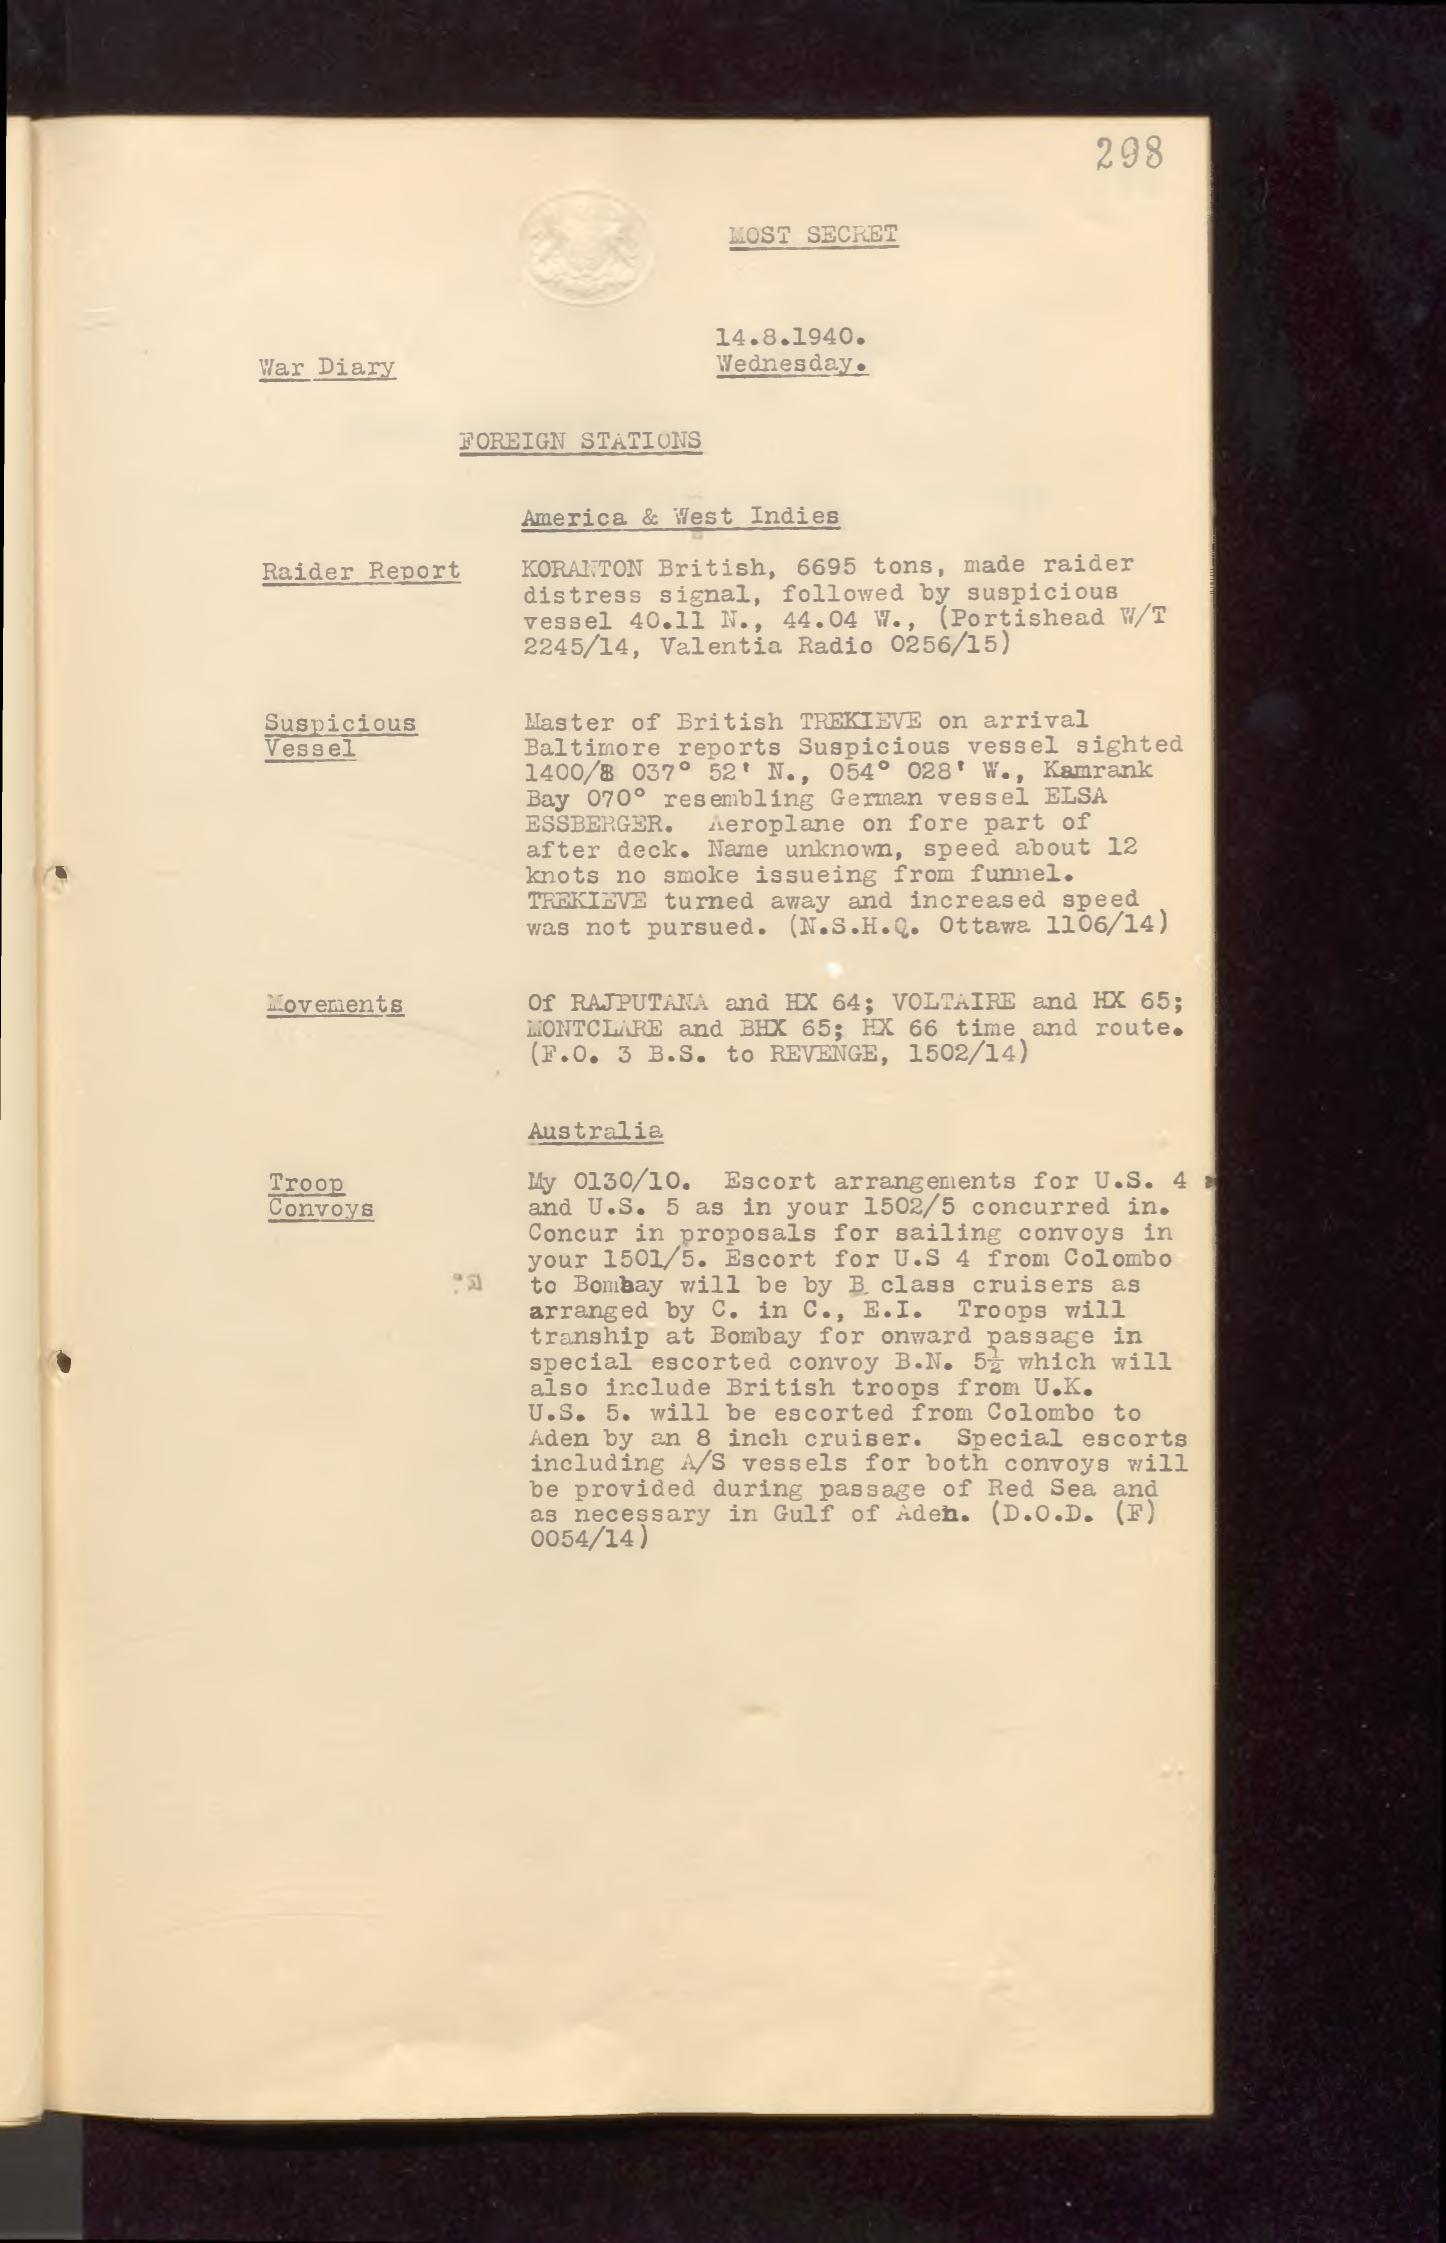 298
MOST SECRET
14.8.1940.
War Diary
Wednesday.
FOREIGN STATIONS
America & West Indies
Raider Report
KORANTON British, 6695 tons, made raider
distress signal, followed by suspicious
vessel 40.11 N., 44.04 W., (Portishead W/T
2245/14, Valentia Radio 0256/15)
Suspicious
Vessel
Master of British TREKIEVE on arrival
Baltimore reports Suspicious vessel sighted
1400/8 037° 52' N., 054° 028' W., Kamrank
Bay 070° resembling German vessel ELSA
ESSBERGER. Aeroplane on fore part of
after deck. Name unknown, speed about 12
knots no smoke issueing from funnel.
TREKIEVE turned away and increased speed
was not pursued. (N.S.H.Q. Ottawa 1106/14)
Movements
Of RAJPUTANA and HX 64; VOLTAIRE and HX 65;
MONTCLARE and BHX 65; HX 66 time and route.
(F.O. 3 B.S. to REVENGE, 1502/14)
Australia
Troop
Convoys
My 0130/10. Escort arrangements for U.S. 4
and U.S. 5 as in your 1502/5 concurred in.
Concur in proposals for sailing convoys in
your 1501/5. Escort for U.S 4 from Colombo
to Bombay will be by B class cruisers as
arranged by C. in C., E.I. Troops will
tranship at Bombay for onward passage in
special escorted convoy B.N. 5½ which will
also include British troops from U.K.
U.S. 5. will be escorted from Colombo to
Aden by an 8 inch cruiser. Special escorts
including A/S vessels for both convoys will
be provided during passage of Red Sea and
as necessary in Gulf of Aden. (D.O.D. (F)
0054/14)